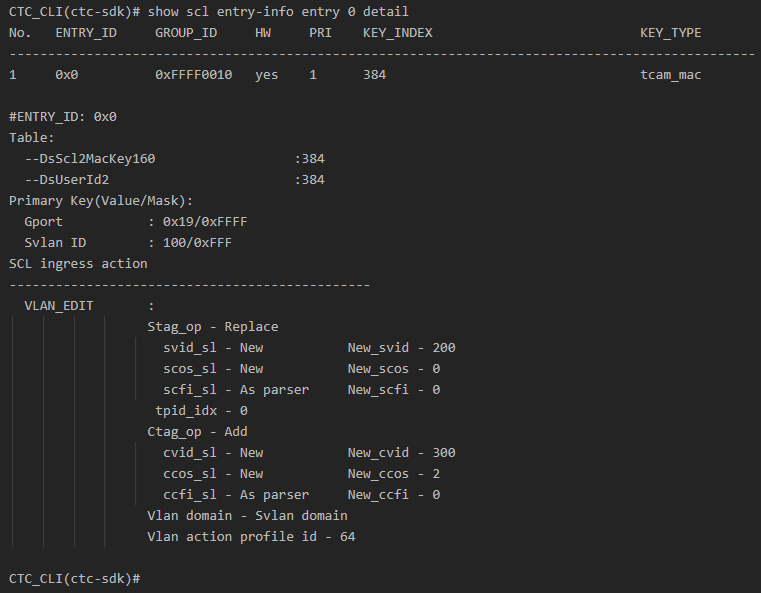 CTC_CLI(ctc-sdk)# show scl entry-info entry 0 detail
No.   ENTRY_ID     GROUP_ID     HW    PRI    KEY_INDEX                           KEY_TYPE
-------------------------------------------------------------------------------------------------
1     0x0          0xFFFF0010   yes   1      384                                 tcam_mac

#ENTRY_ID: 0x0
Table:
  --DsScl2MacKey160                  :384
  --DsUserId2                        :384
Primary Key(Value/Mask):
  Gport           : 0x19/0xFFFF
  Svlan ID        : 100/0xFFF
SCL ingress action
-----------------------------------------------
  VLAN_EDIT       :
                  Stag_op - Replace
                    svid_sl - New          New_svid - 200
                    scos_sl - New          New_scos - 0
                    scfi_sl - As parser    New_scfi - 0
                   tpid_idx - 0
                  Ctag_op - Add
                    cvid_sl - New          New_cvid - 300
                    ccos_sl - New          New_ccos - 2
                    ccfi_sl - As parser    New_ccfi - 0
                  Vlan domain - Svlan domain
                  Vlan action profile id - 64

CTC_CLI(ctc-sdk)#